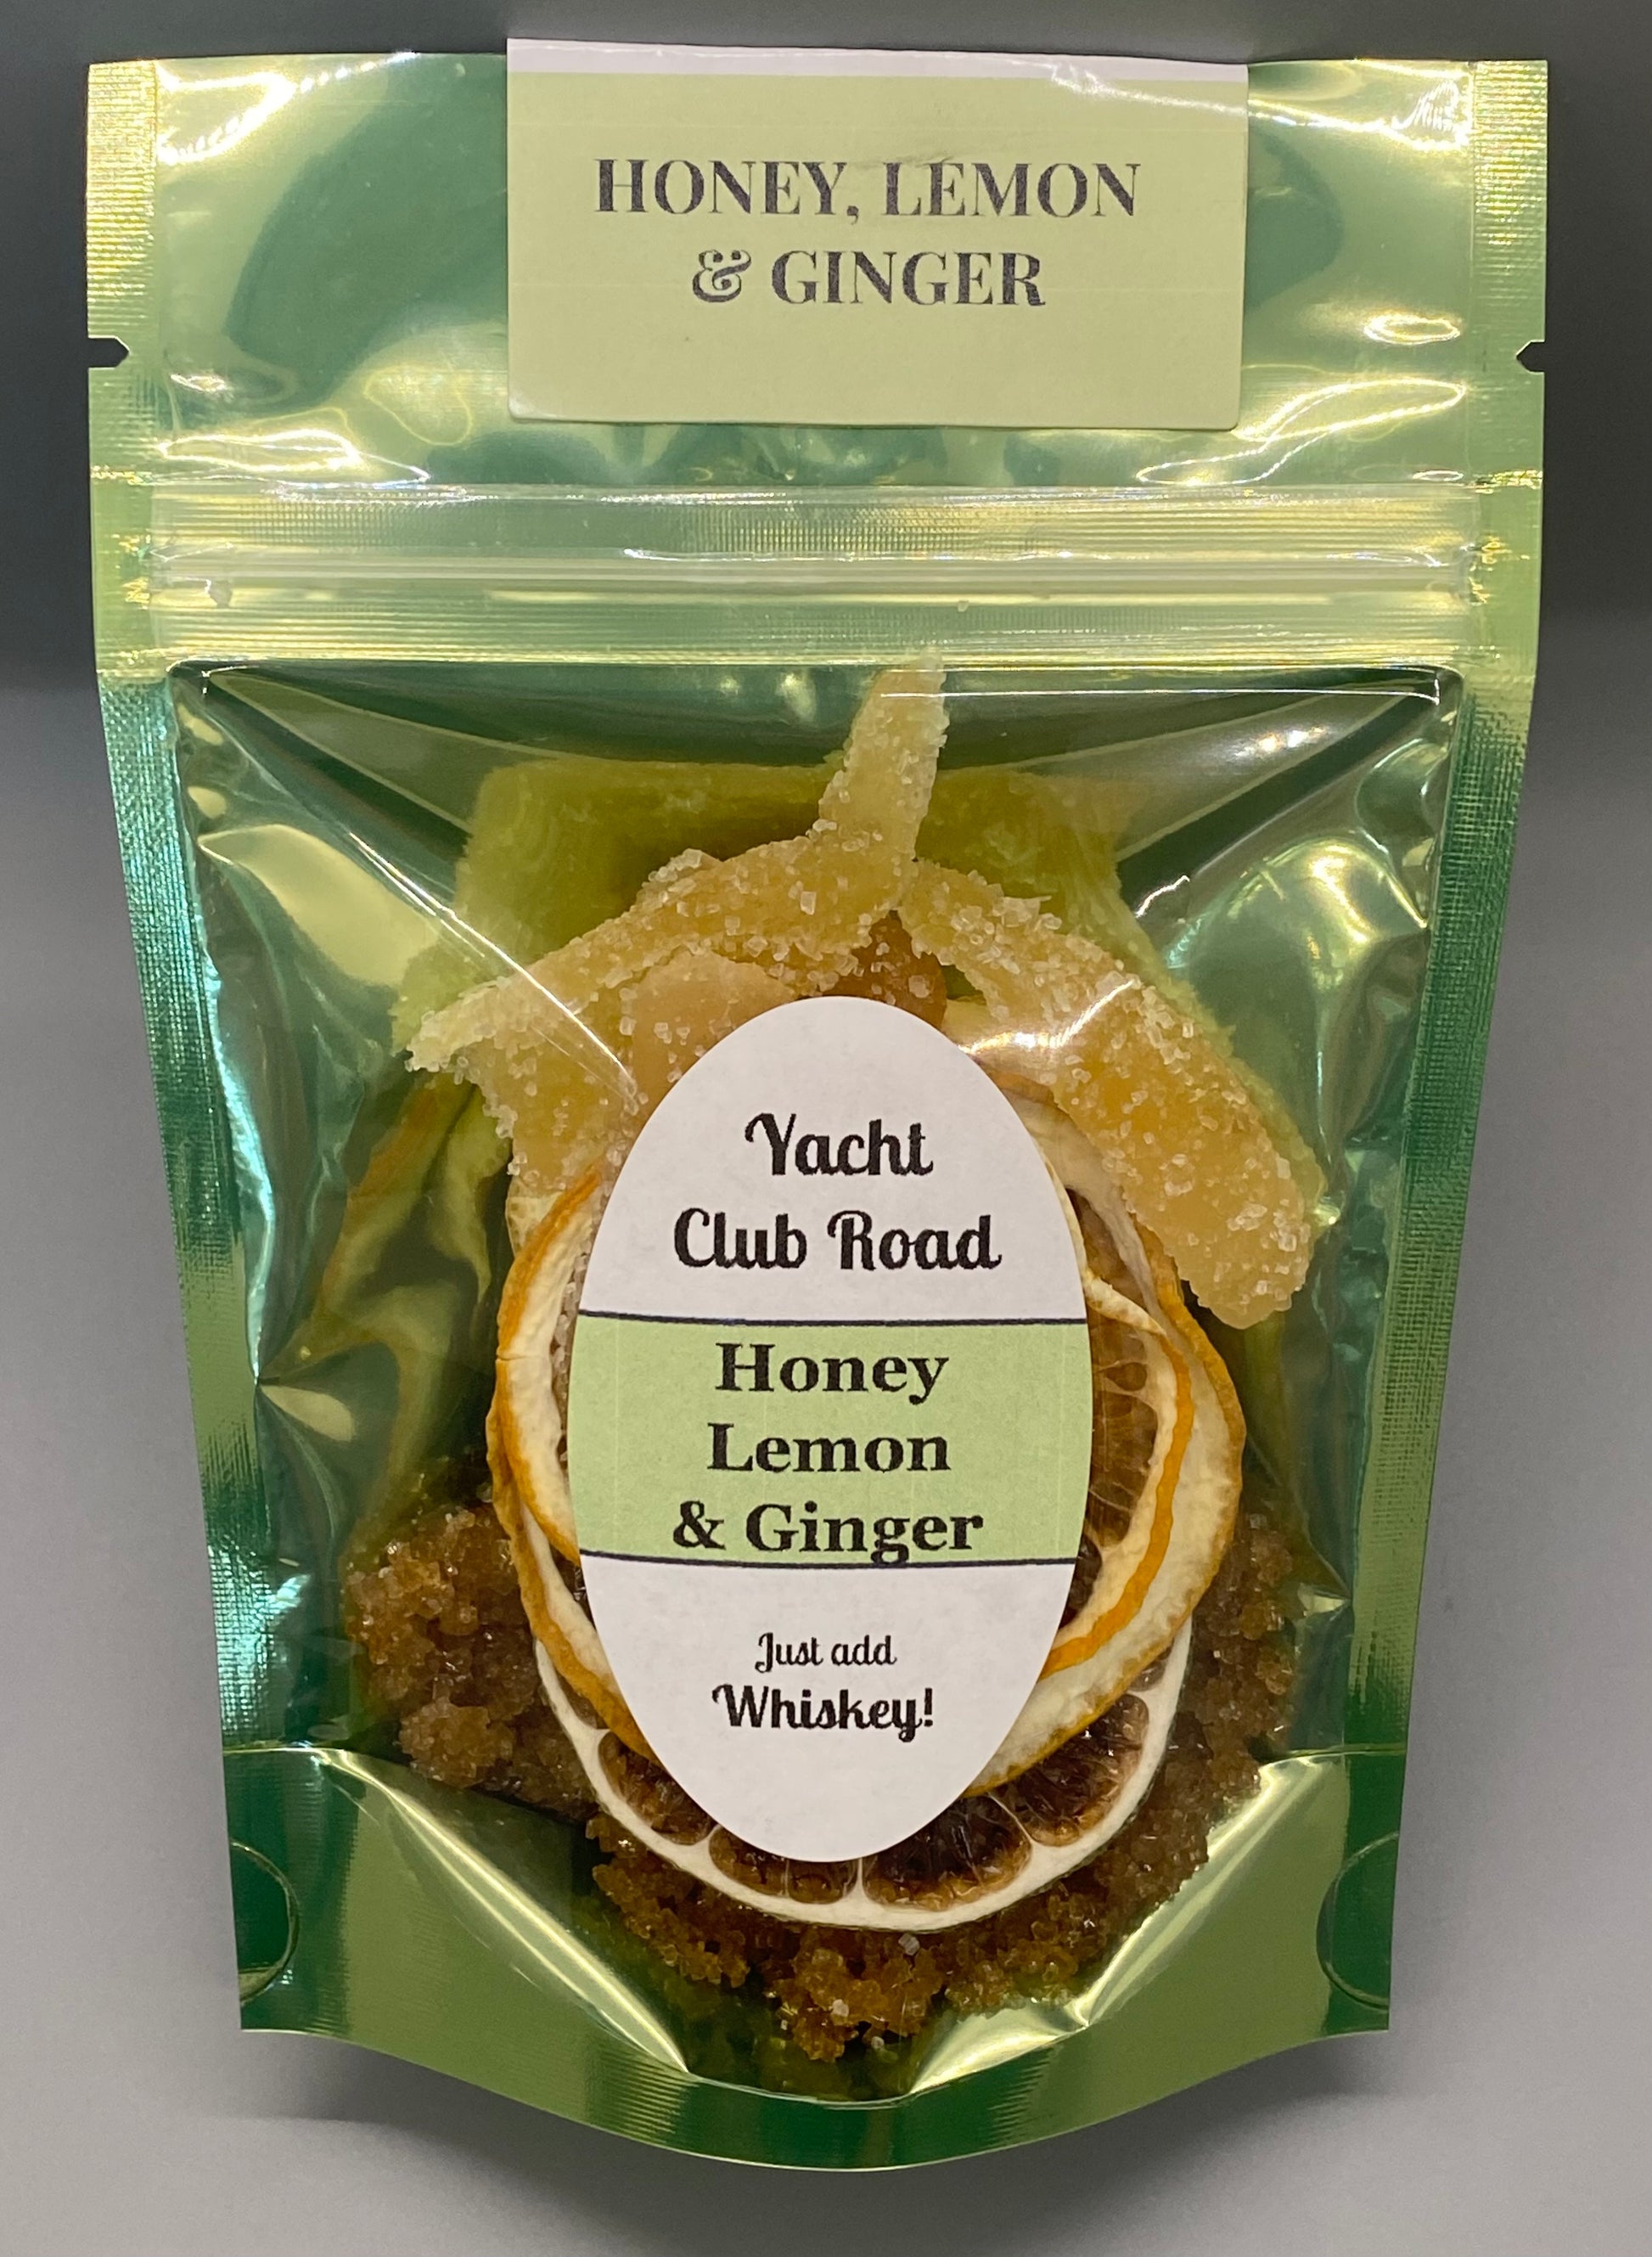 HONEY, LEMON
& GINGER
Yacht
Club Road
Honey
Lemon
& Ginger
Just add
Whiskey!